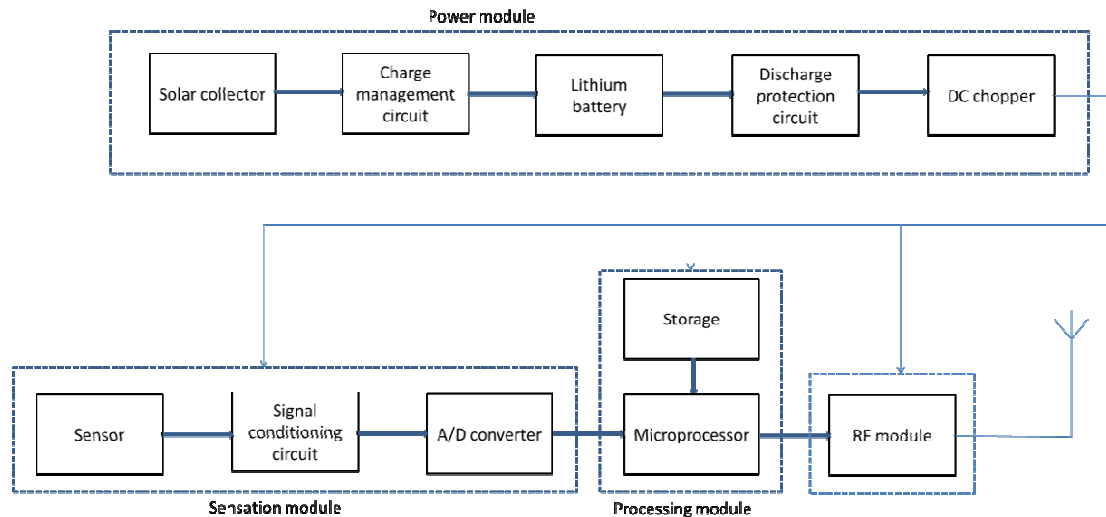 Power module
Solar collector
Charge
management
circuit
Lithium
battery
Discharge
protection
circuit
DC chopper
Storage
Sensor
Signal
conditioning
circuit
A/D converter
Microprocessor
RF module
Sensation module
Processing module